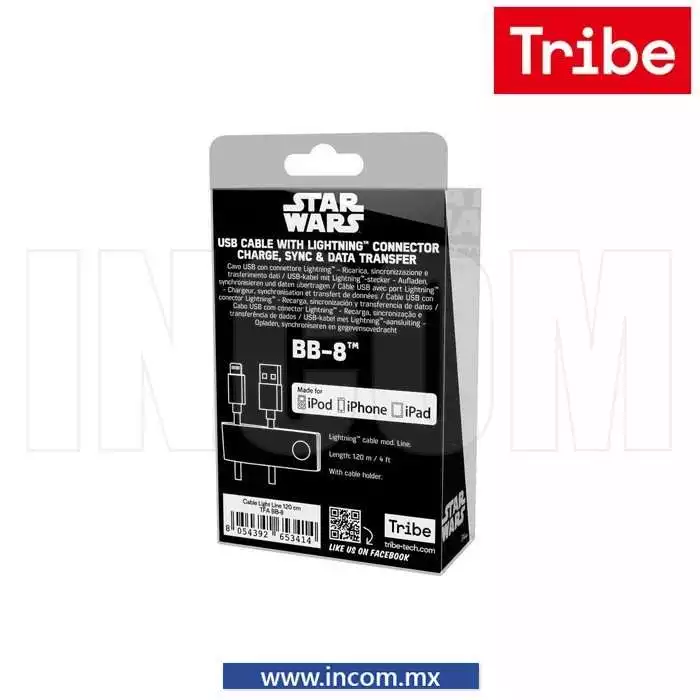 Tribe
STAR
WARS
USB CABLE WITH LIGHTNING™ CONNECTOR
CHARGE, SYNC & DATA TRANSFER
Cavo USB con connettore Lightning™ - Ricarica, sincronizzazione e
trasferimento dati / USB-kabel mit Lightning™-stecker - Aufladen,
synchronisieren und daten übertragen / Câble USB avec port Lightning™
- Chargeur, synchronisation et transfert de données / Cable USB con
conector Lightning™ - Recarga, sincronización y transferencia de datos /
Cabo USB com conector Lightning™ - Recarga, sincronização e
transferência de dados / USB-kabel met Lightning™-aansluiting -
Opladen, synchroniseren en gegevensoverdracht
BB-8™
Made for
iPod iPhone iPad
Lightning™ cable mod. Line.
Length: 120 m / 4 ft
With cable holder.
Cable Light Line 120 cm
TFA BB-8
8 054392 653414
LIKE US ON FACEBOOK
Tribe
tribe-tech.com
STAR
WARS
INCOM
www.incom.mx